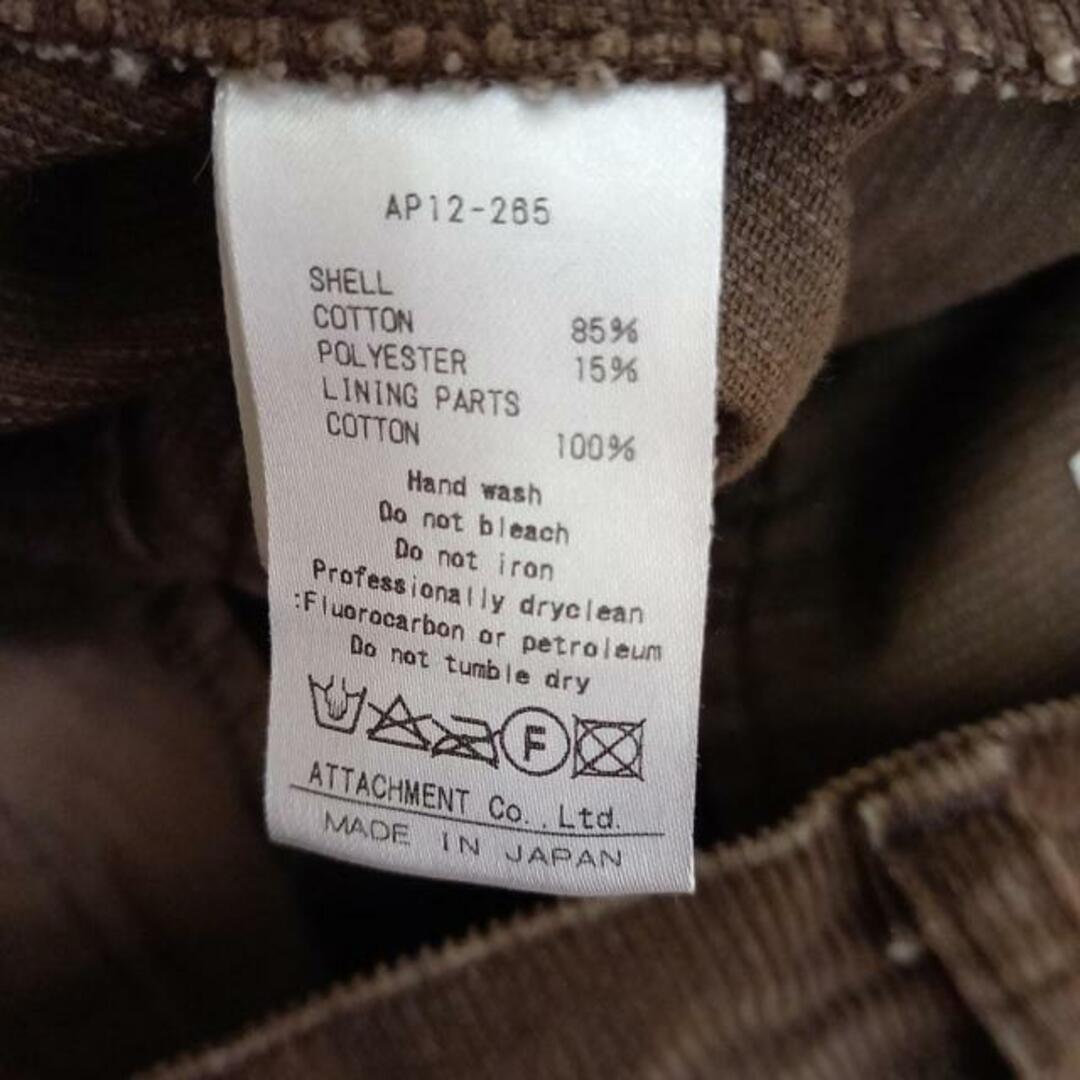 AP12-265
SHELL
COTTON 85%
POLYESTER 15%
LINING PARTS
COTTON 100%
Hand wash
Do not bleach
Do not iron
Professionally dryclean
:Fluorocarbon or petroleum
Do not tumble dry
F
ATTACHMENT Co.,Ltd.
MADE IN JAPAN